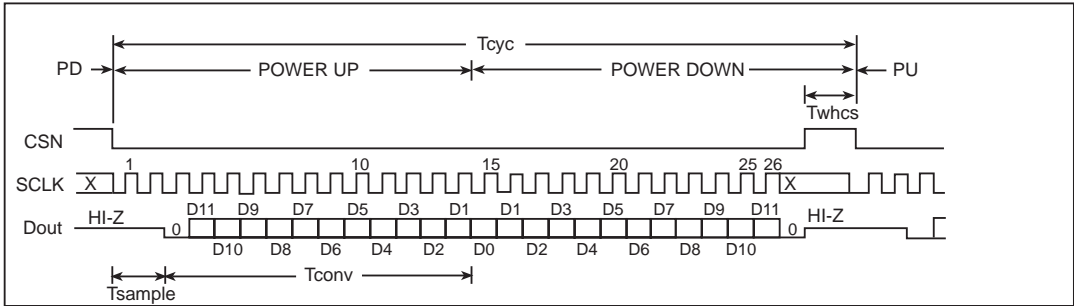 Tcyc
PD POWER UP POWER DOWN PU
Twhcs
CSN
1 10 15 20 25 26
SCLK X X
HI-Z D11 D9 D7 D5 D3 D1 D1 D3 D5 D7 D9 D11 HI-Z
Dout 0 0
D10 D8 D6 D4 D2 D0 D2 D4 D6 D8 D10
Tconv
Tsample